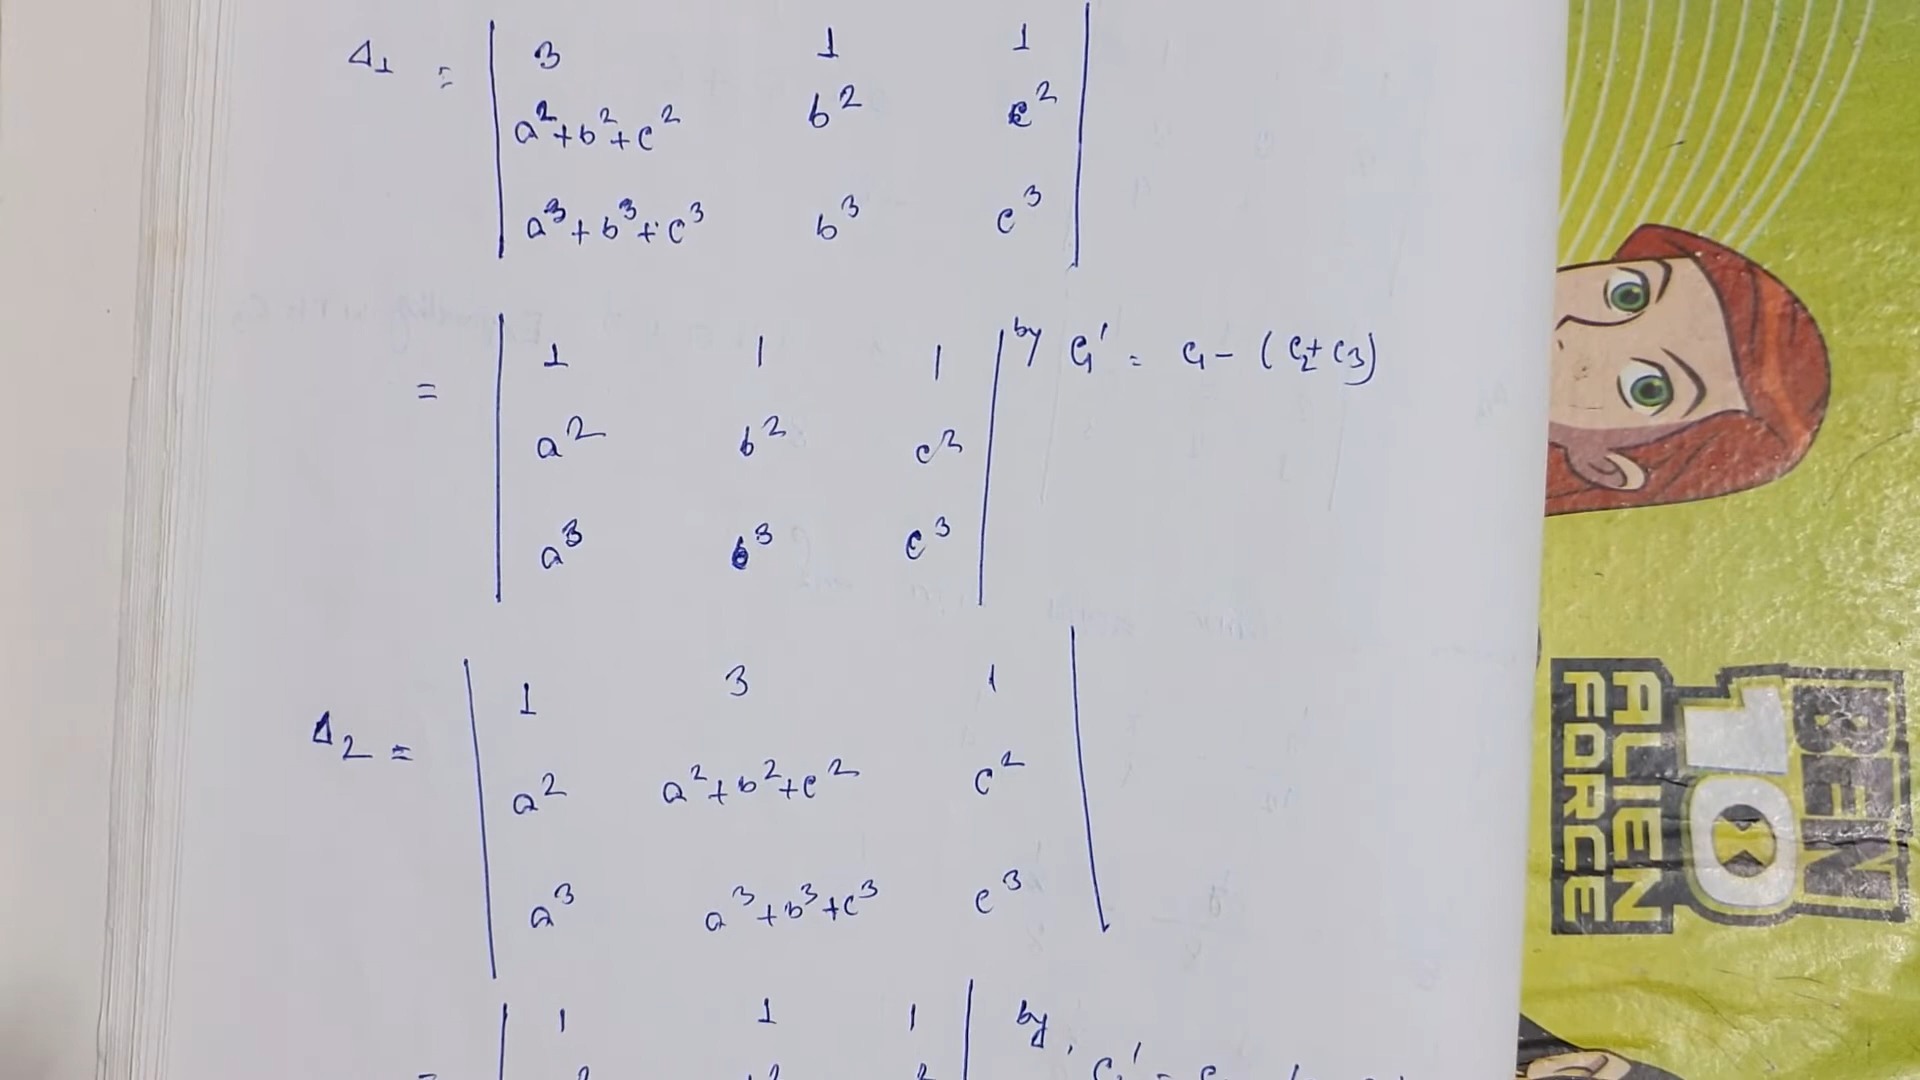 Δ1 = | 3 1 1 |
| a²+b²+c² b² c² |
| a³+b³+c³ b³ c³ |
= | 1 1 1 | by C1' = C1 - (C2+C3)
| a² b² c² |
| a³ b³ c³ |
Δ2 = | 1 3 1 |
| a² a²+b²+c² c² |
| a³ a³+b³+c³ c³ |
| 1 1 1 | by,
BEN
10
ALIEN
FORCE